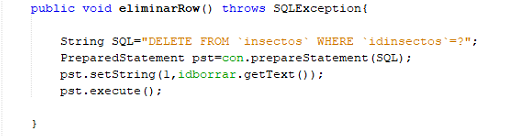 public void eliminarRow() throws SQLException{
String SQL="DELETE FROM `insectos` WHERE `idinsectos`=?";
PreparedStatement pst=con.prepareStatement(SQL);
pst.setString(1,idborrar.getText());
pst.execute();
}